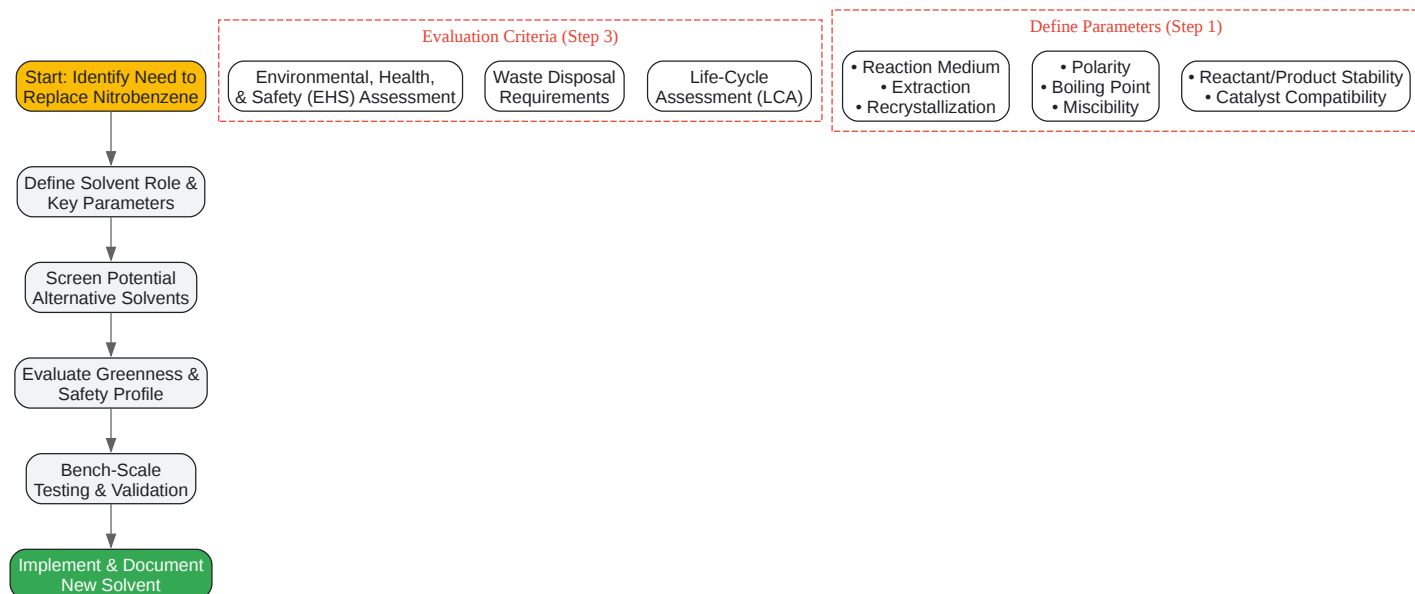 Start: Identify Need to
Replace Nitrobenzene
Define Solvent Role &
Key Parameters
Screen Potential
Alternative Solvents
Evaluate Greenness &
Safety Profile
Bench-Scale
Testing & Validation
Implement & Document
New Solvent
Evaluation Criteria (Step 3)
Environmental, Health,
& Safety (EHS) Assessment
Waste Disposal
Requirements
Life-Cycle
Assessment (LCA)
Define Parameters (Step 1)
• Reaction Medium
• Extraction
• Recrystallization
• Polarity
• Boiling Point
• Miscibility
• Reactant/Product Stability
• Catalyst Compatibility